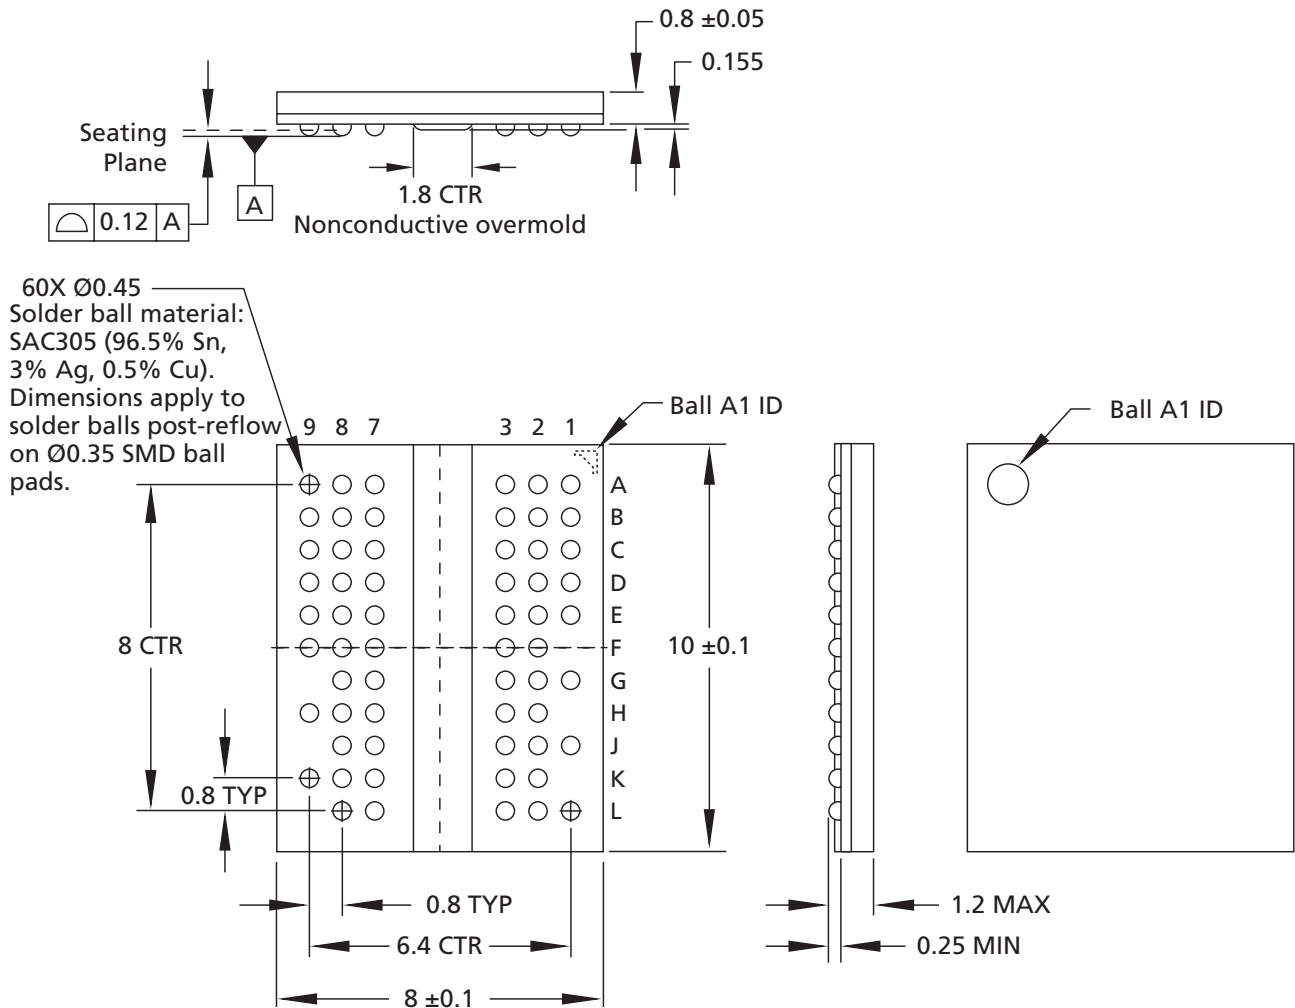 0.8 ±0.05
0.155
Seating
Plane
0.12 A
A
1.8 CTR
Nonconductive overmold
60X Ø0.45
Solder ball material:
SAC305 (96.5% Sn,
3% Ag, 0.5% Cu).
Dimensions apply to
solder balls post-reflow
on Ø0.35 SMD ball
pads.
9 8 7 3 2 1
Ball A1 ID
Ball A1 ID
A
B
C
D
E
F
G
H
J
K
L
8 CTR
10 ±0.1
0.8 TYP
0.8 TYP
1.2 MAX
6.4 CTR
0.25 MIN
8 ±0.1